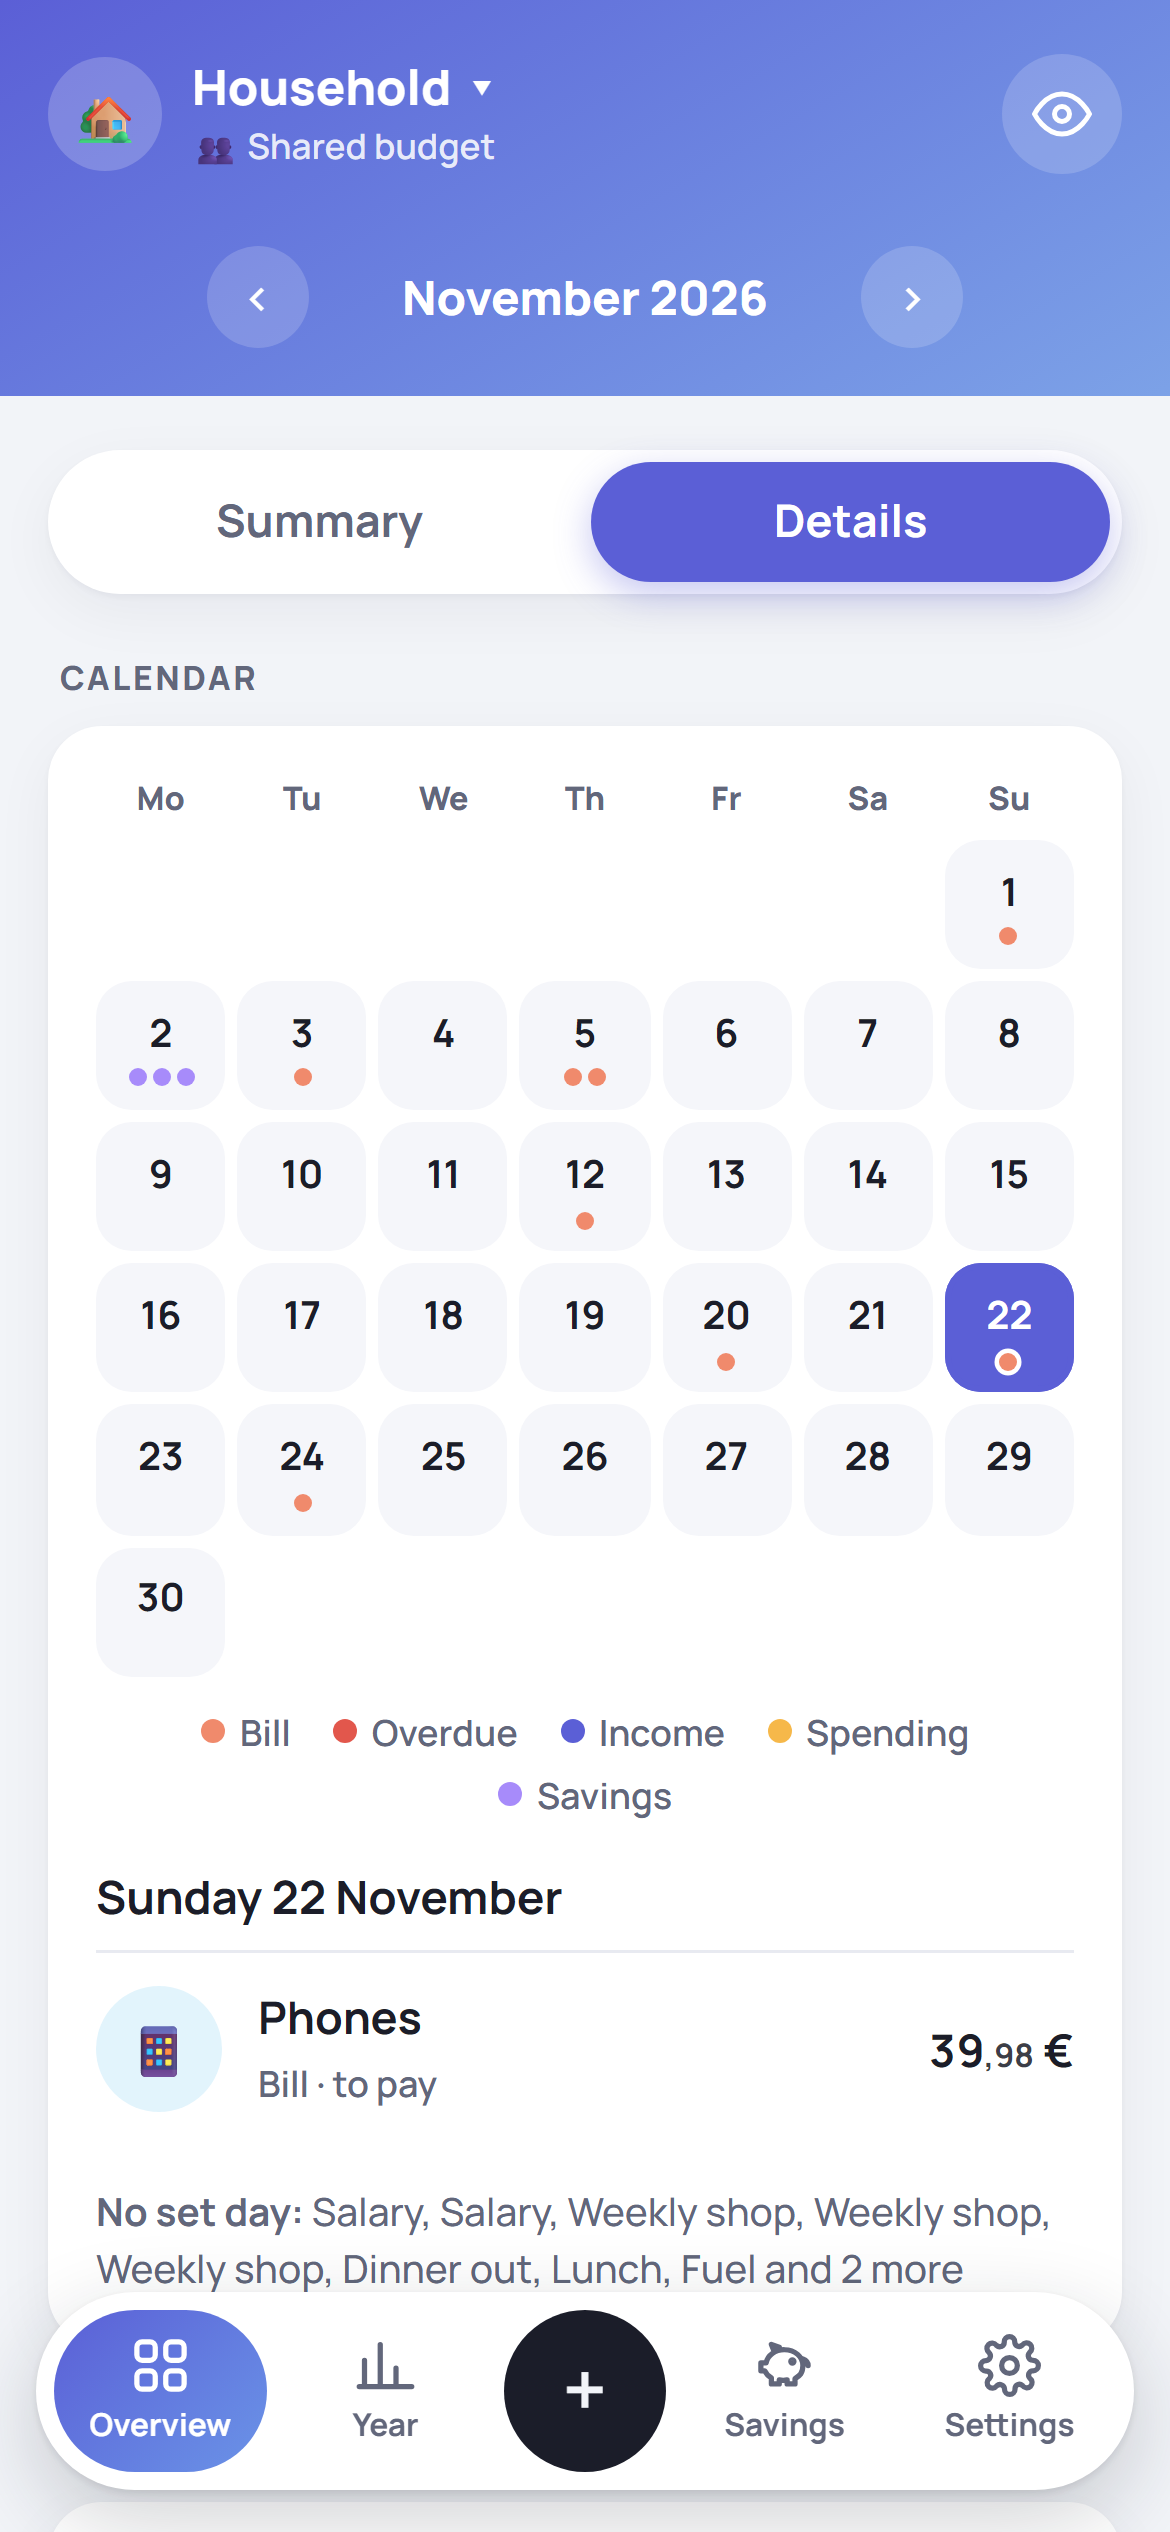 Household
Shared budget
November 2026
Summary
Details
CALENDAR
Mo Tu We Th Fr Sa Su
1
2 3 4 5 6 7 8
9 10 11 12 13 14 15
16 17 18 19 20 21 22
23 24 25 26 27 28 29
30
Bill Overdue Income Spending
Savings
Sunday 22 November
Phones
39,98 €
Bill · to pay
No set day: Salary, Salary, Weekly shop, Weekly shop,
Weekly shop, Dinner out, Lunch, Fuel and 2 more
Overview Year + Savings Settings